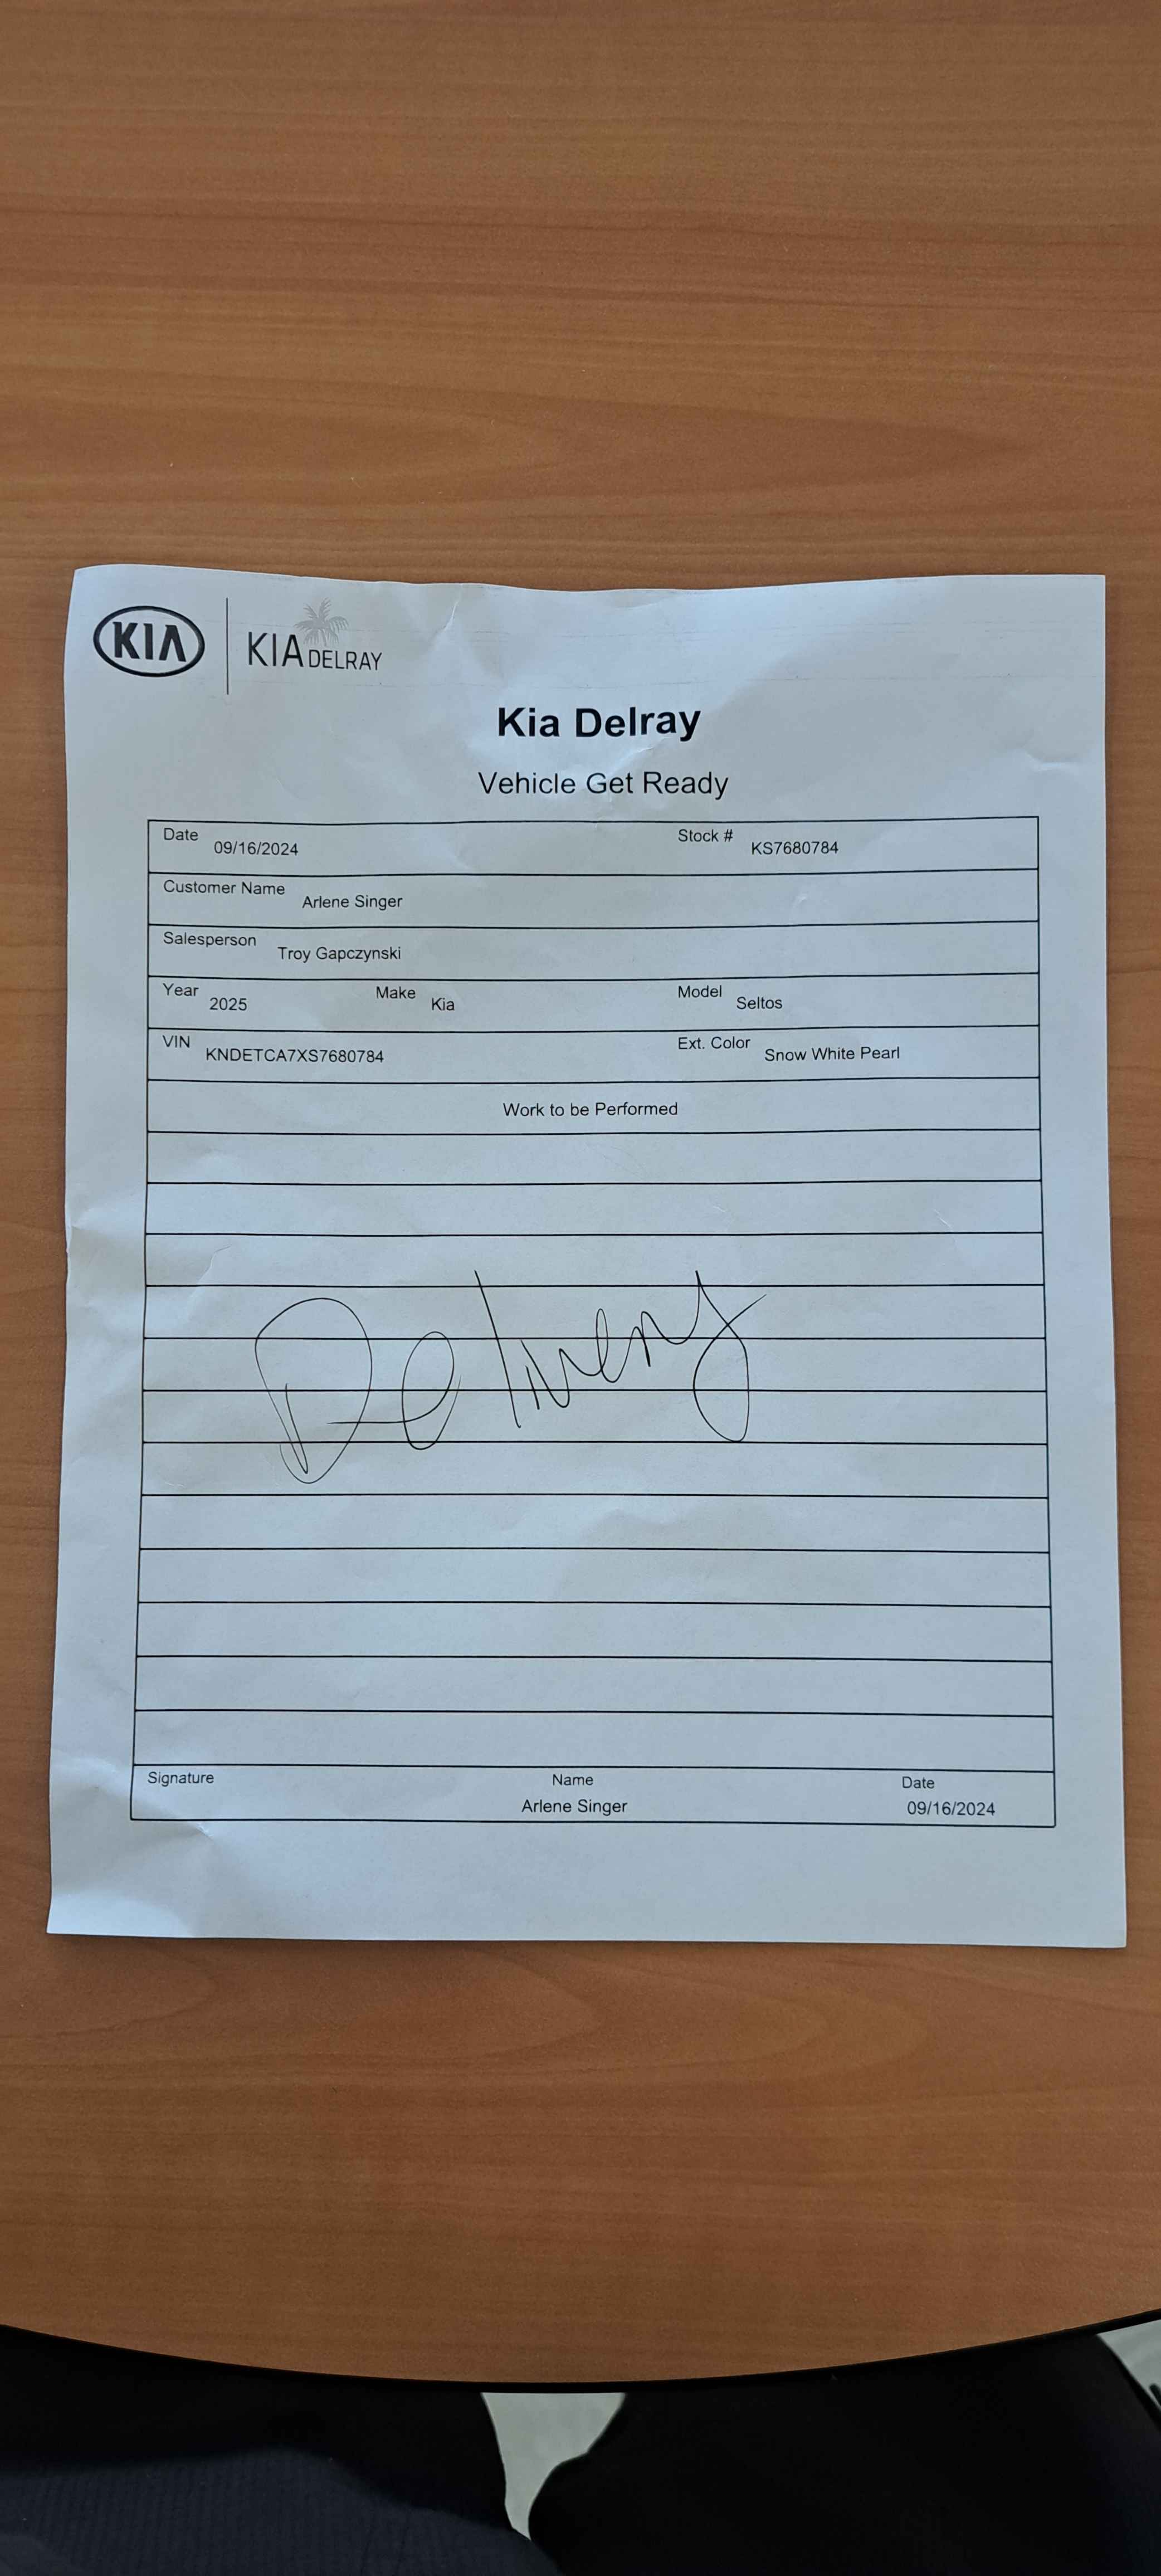 KIA KIA DELRAY
Kia Delray
Vehicle Get Ready
Date 09/16/2024 Stock # KS7680784
Customer Name Arlene Singer
Salesperson Troy Gapczynski
Year 2025 Make Kia Model Seltos
VIN KNDETCA7XS7680784 Ext. Color Snow White Pearl
Work to be Performed
Delivery
Signature Name Date
Arlene Singer 09/16/2024